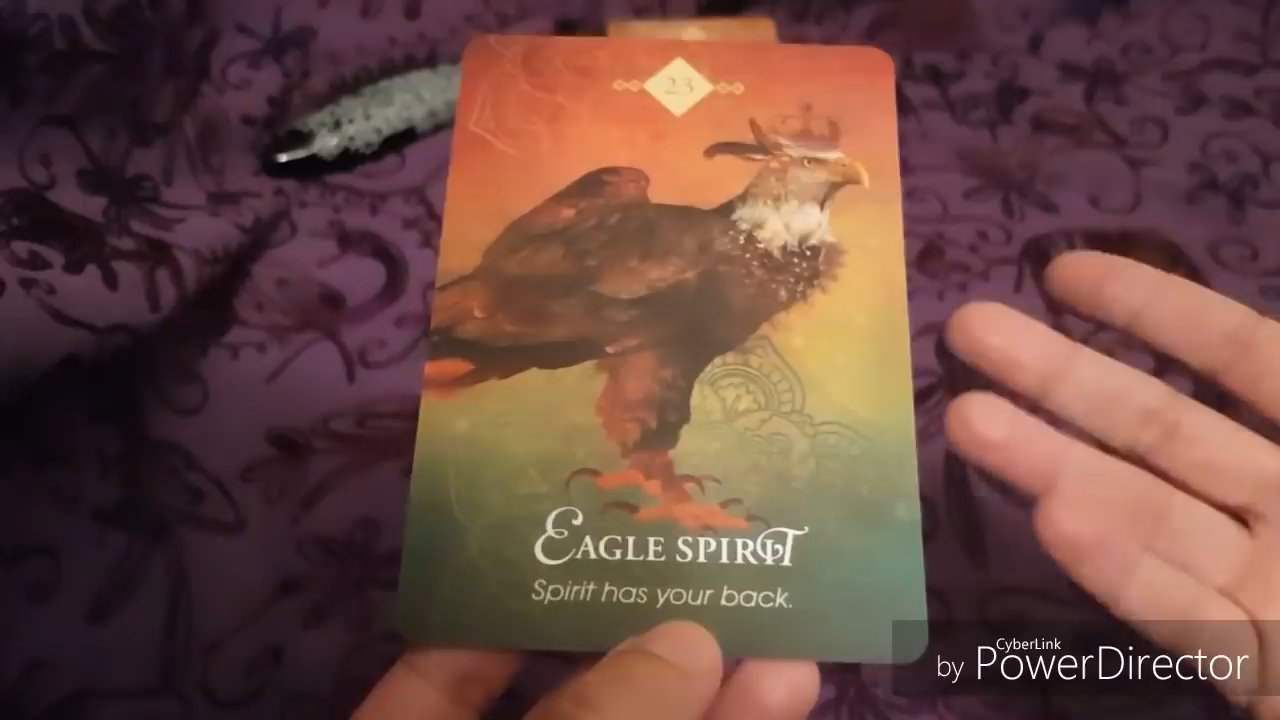 23
EAGLE SPIRIT
Spirit has your back.
CyberLink
by PowerDirector